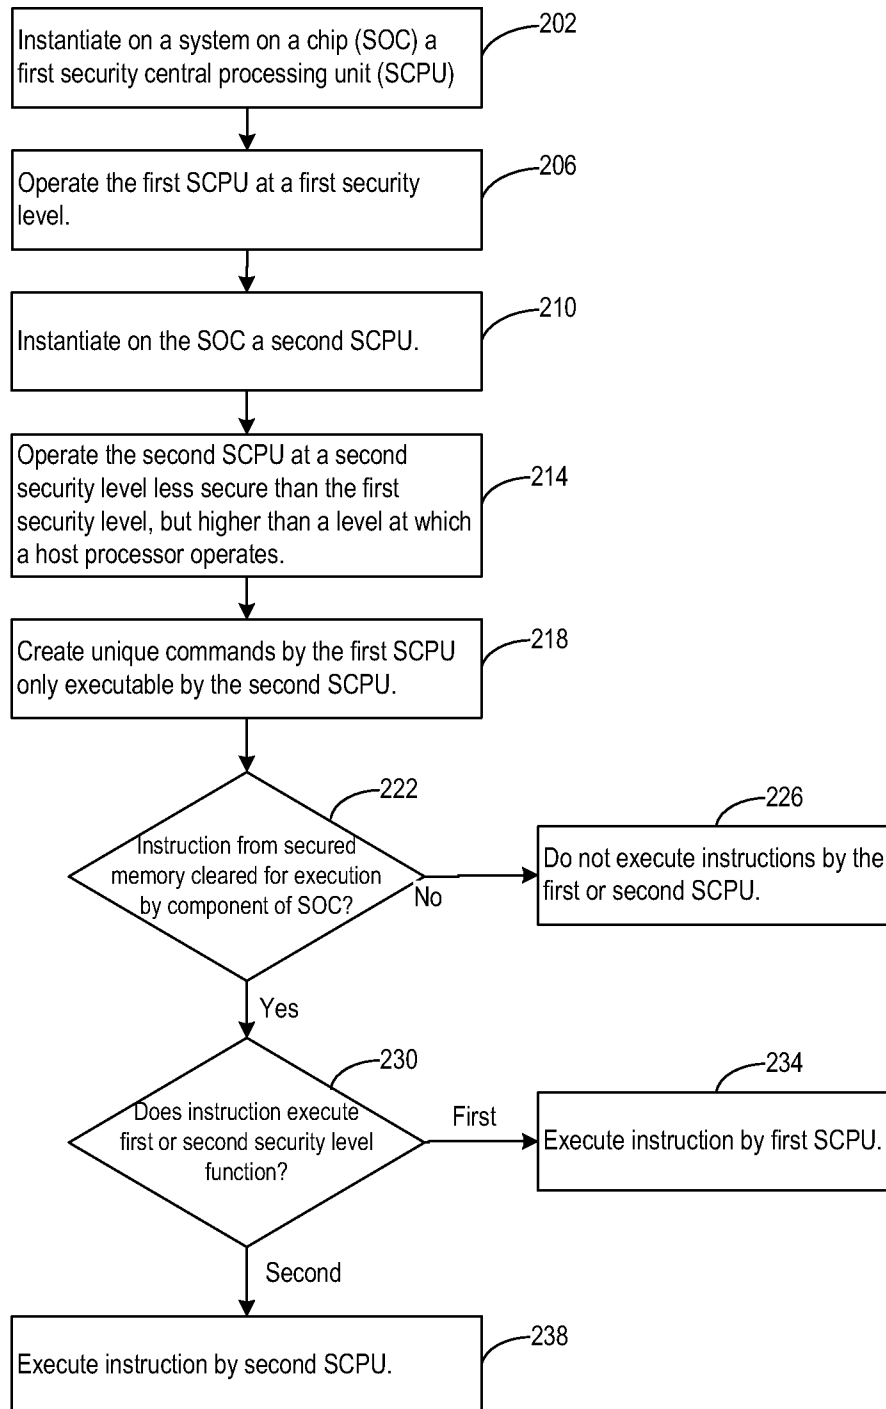 Instantiate on a system on a chip (SOC) a
first security central processing unit (SCPU)
202
Operate the first SCPU at a first security
level.
206
Instantiate on the SOC a second SCPU.
210
Operate the second SCPU at a second
security level less secure than the first
security level, but higher than a level at which
a host processor operates.
214
Create unique commands by the first SCPU
only executable by the second SCPU.
218
Instruction from secured
memory cleared for execution
by component of SOC?
222
No
226
Do not execute instructions by the
first or second SCPU.
Yes
Does instruction execute
first or second security level
function?
230
First
234
Execute instruction by first SCPU.
Second
Execute instruction by second SCPU.
238